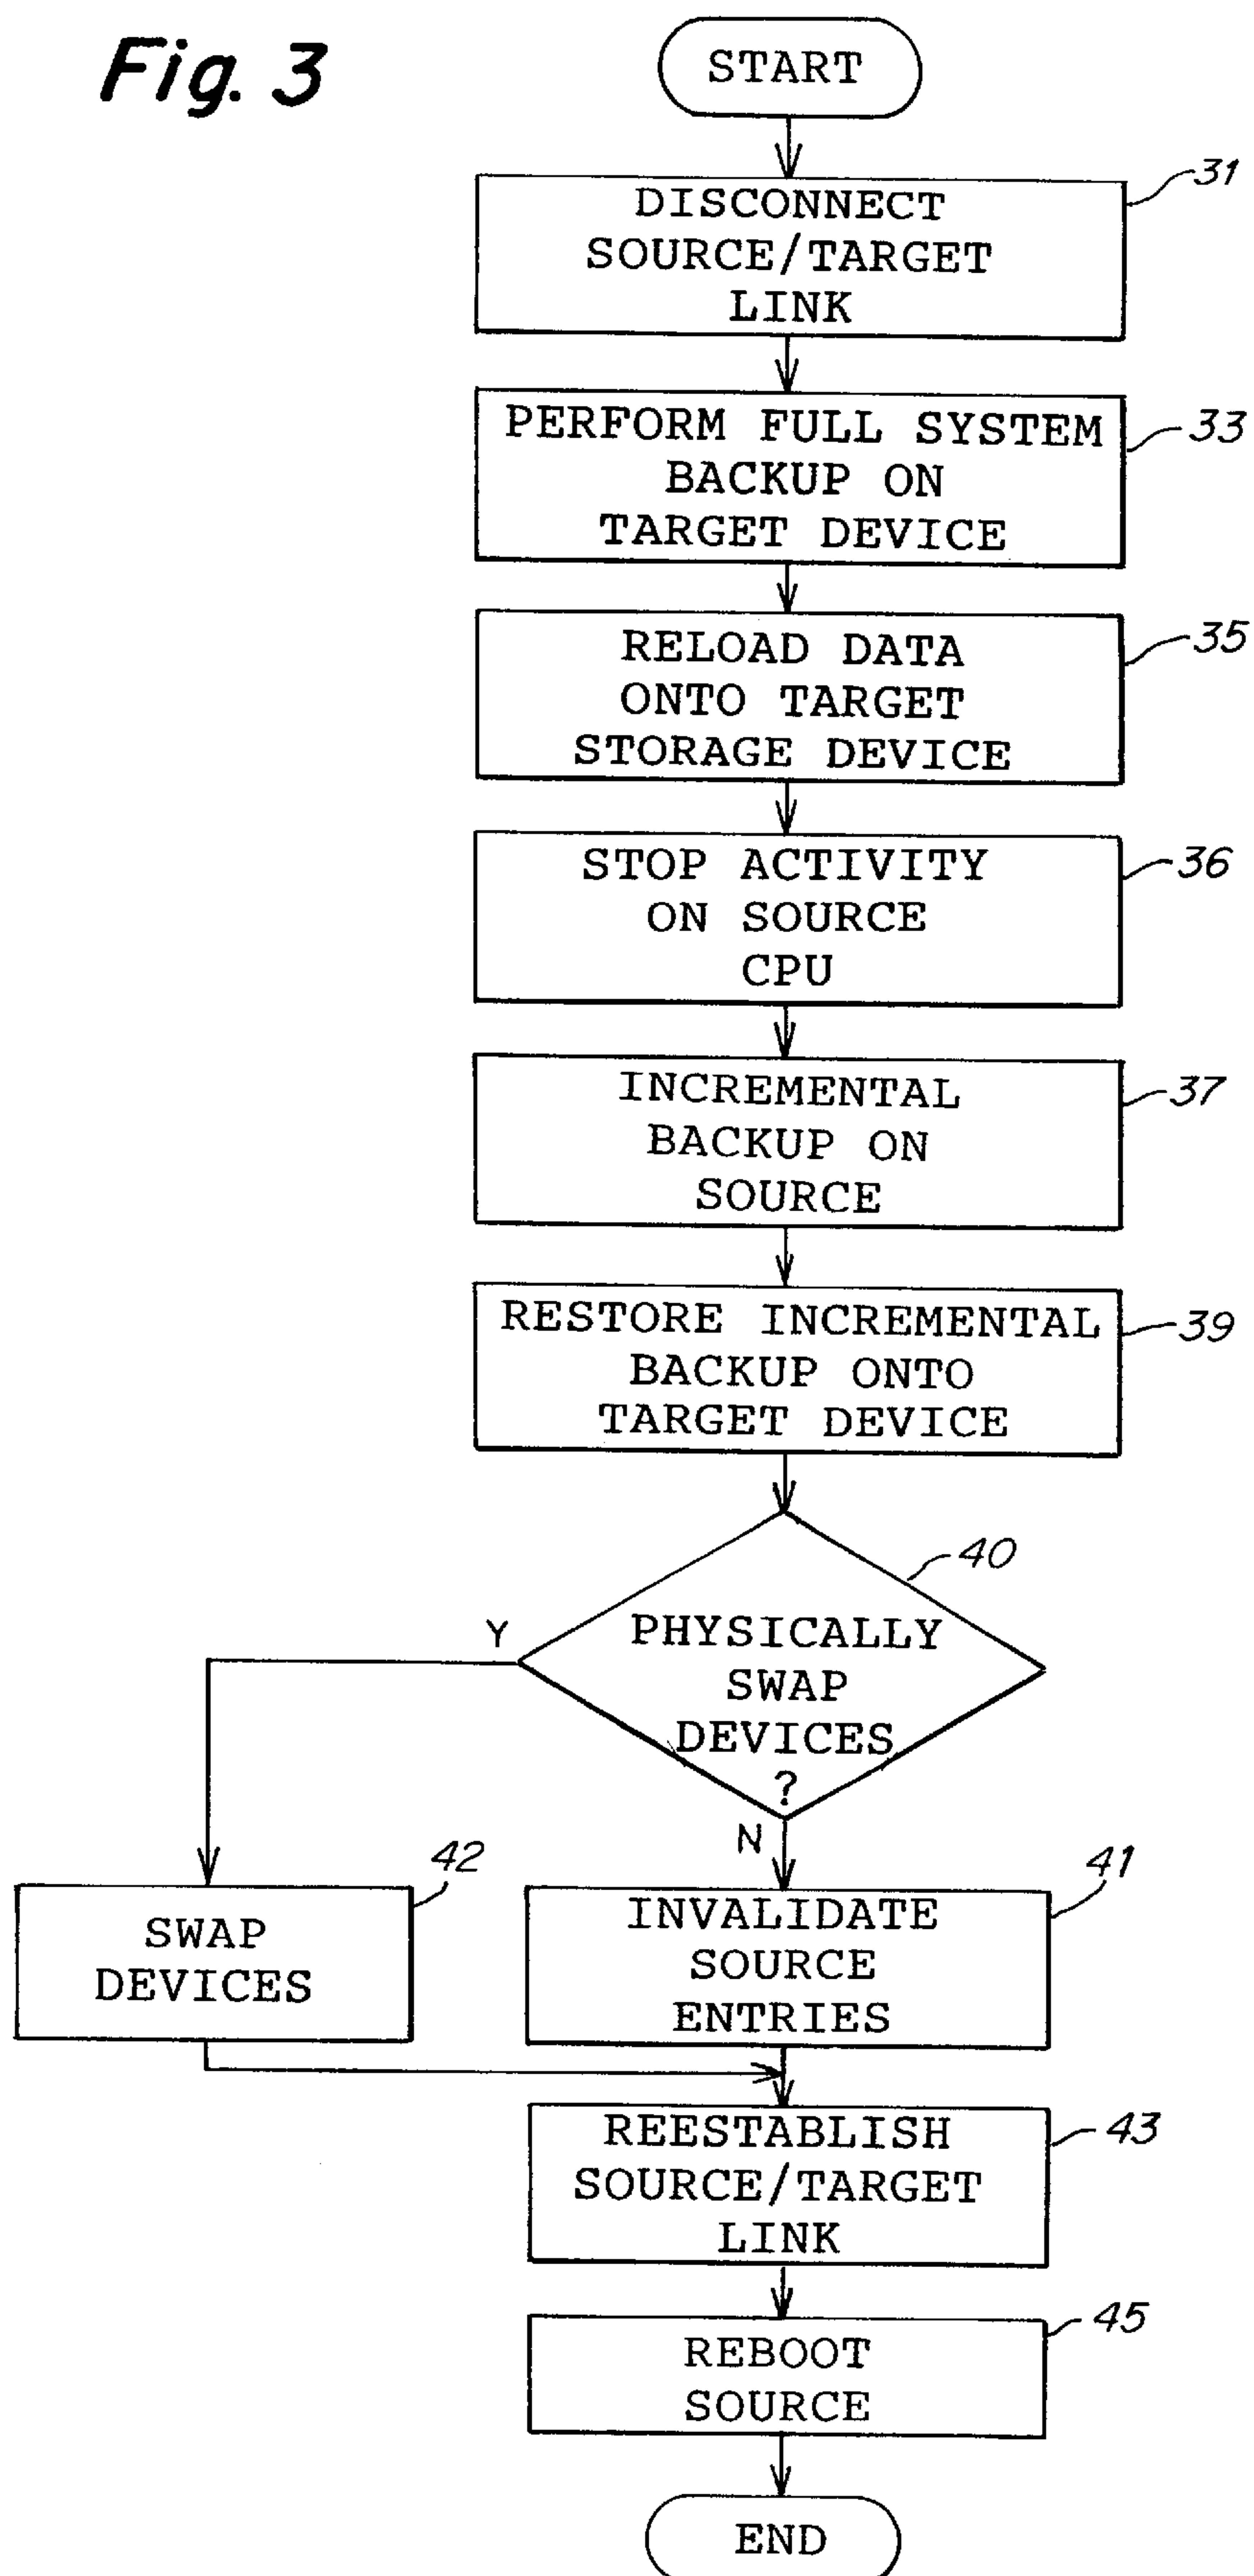 Fig. 3
START
31
DISCONNECT
SOURCE/TARGET
LINK
33
PERFORM FULL SYSTEM
BACKUP ON
TARGET DEVICE
35
RELOAD DATA
ONTO TARGET
STORAGE DEVICE
36
STOP ACTIVITY
ON SOURCE
CPU
37
INCREMENTAL
BACKUP ON
SOURCE
39
RESTORE INCREMENTAL
BACKUP ONTO
TARGET DEVICE
40
PHYSICALLY
SWAP
DEVICES
?
Y
N
42
SWAP
DEVICES
41
INVALIDATE
SOURCE
ENTRIES
43
REESTABLISH
SOURCE/TARGET
LINK
45
REBOOT
SOURCE
END